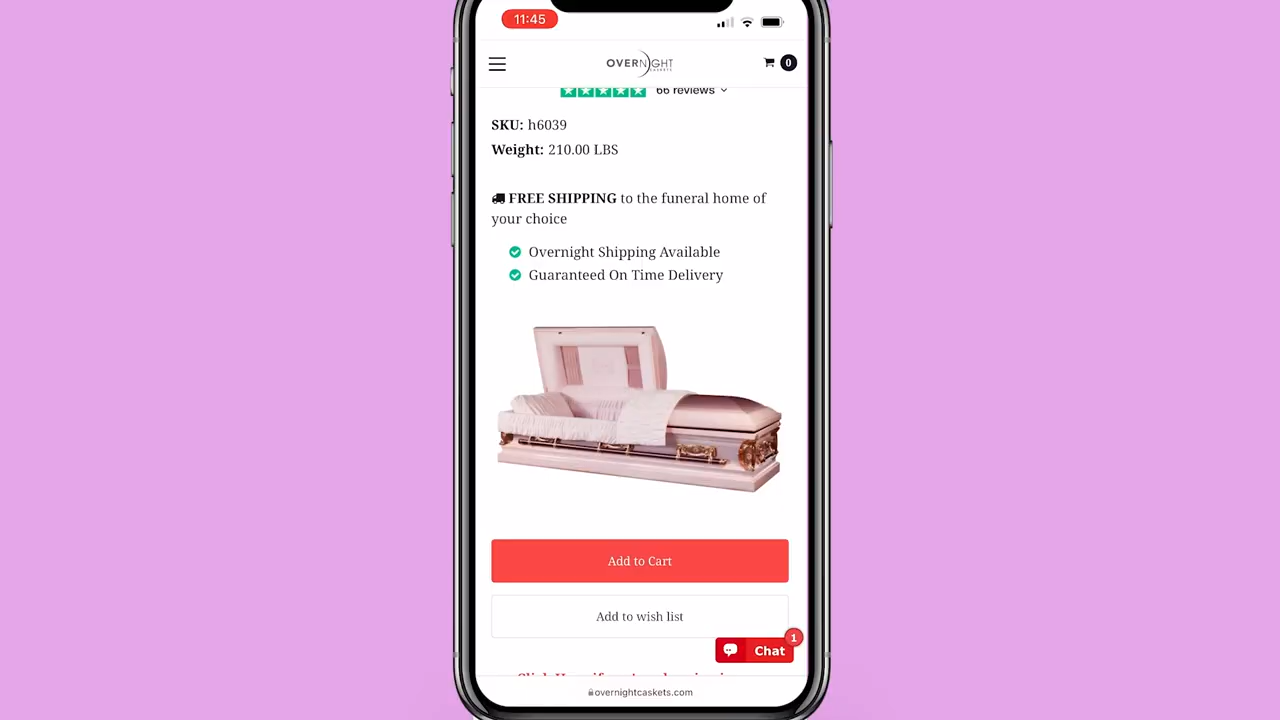 11:45
OVERNIGHT
CASKETS
0
66 reviews
SKU: h6039
Weight: 210.00 LBS
FREE SHIPPING to the funeral home of
your choice
Overnight Shipping Available
Guaranteed On Time Delivery
Add to Cart
Add to wish list
1
Chat
overnightcaskets.com